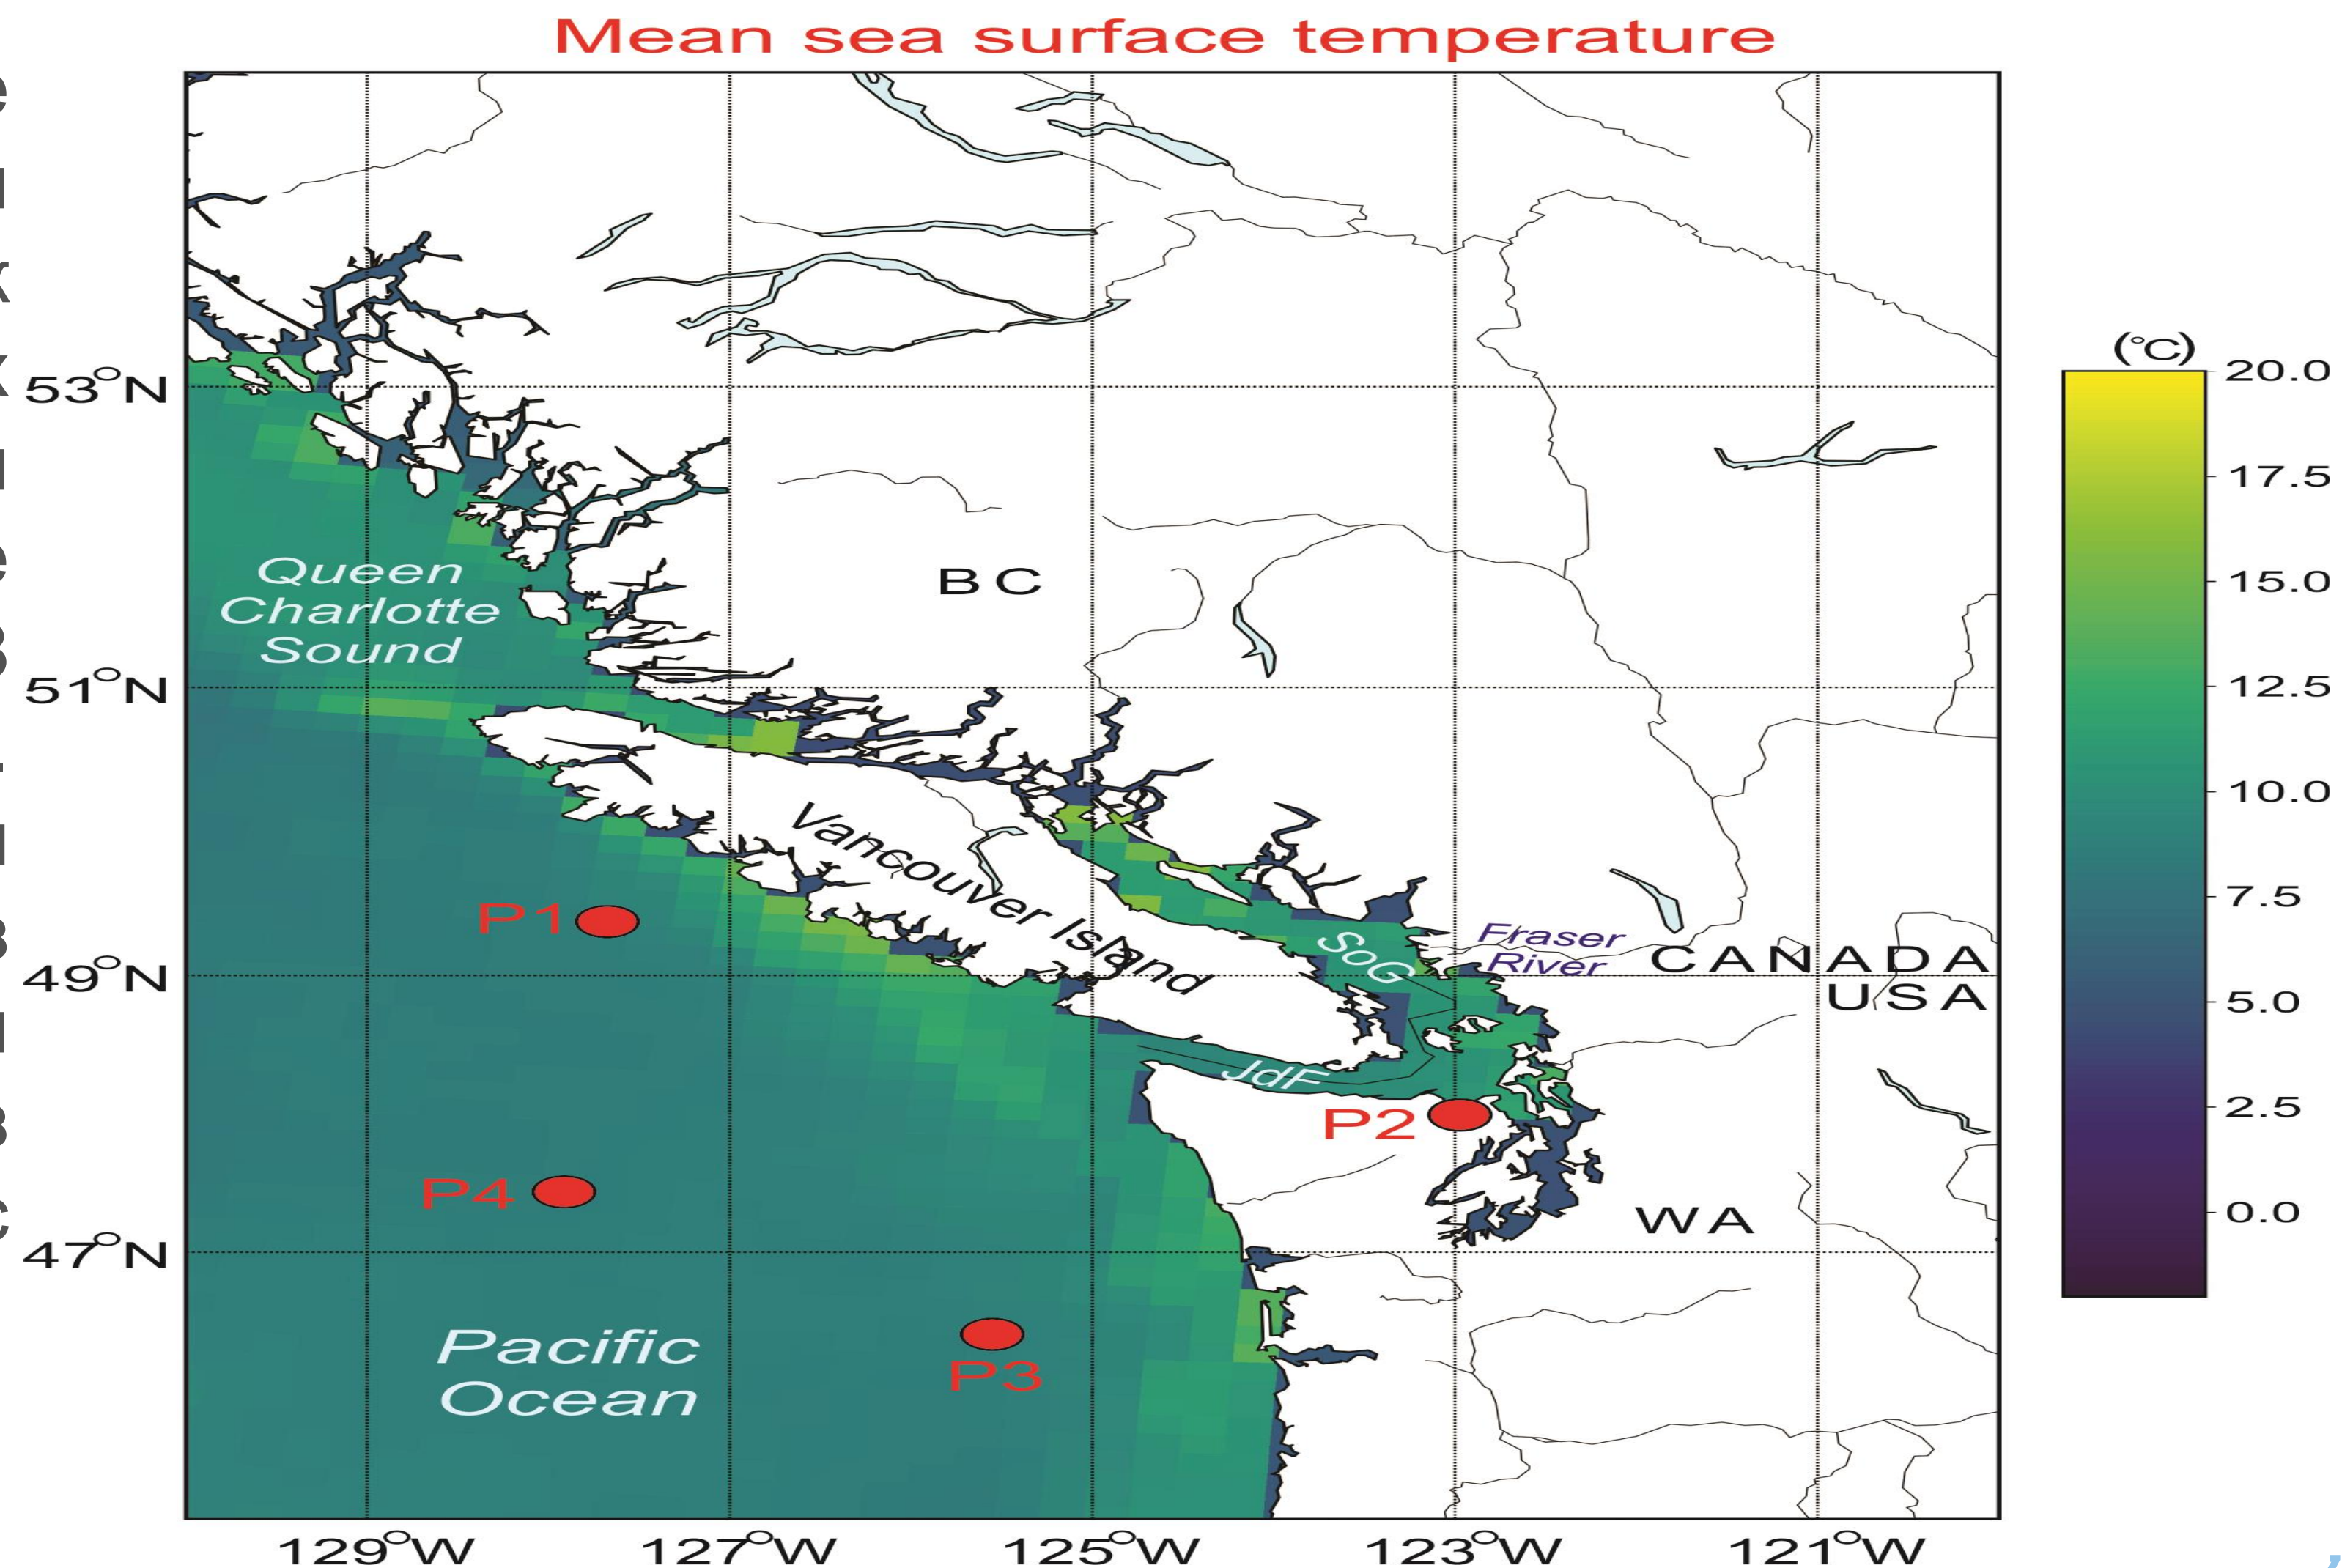 Mean sea surface temperature
(°C)
20.0
17.5
15.0
12.5
10.0
7.5
5.0
2.5
0.0
53°N
51°N
49°N
47°N
Queen
Charlotte
Sound
BC
Vancouver Island
P1
SoG
Fraser
River
CANADA
USA
JdF
P2
P4
WA
Pacific
Ocean
P3
129°W
127°W
125°W
123°W
121°W